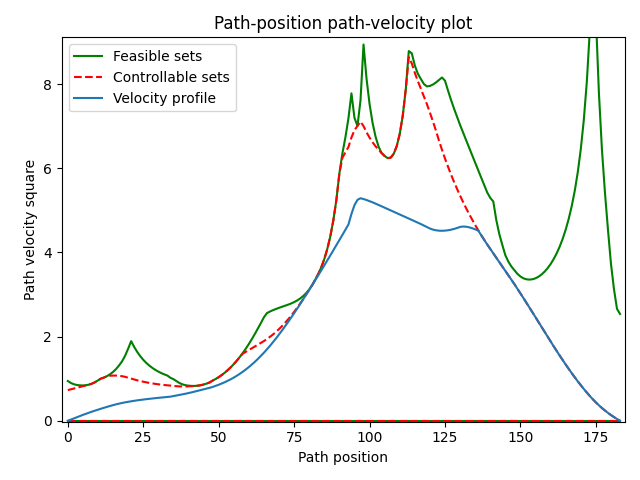 Path-position path-velocity plot
Feasible sets
Controllable sets
Velocity profile
Path velocity square
8
6
4
2
0
0 25 50 75 100 125 150 175
Path position